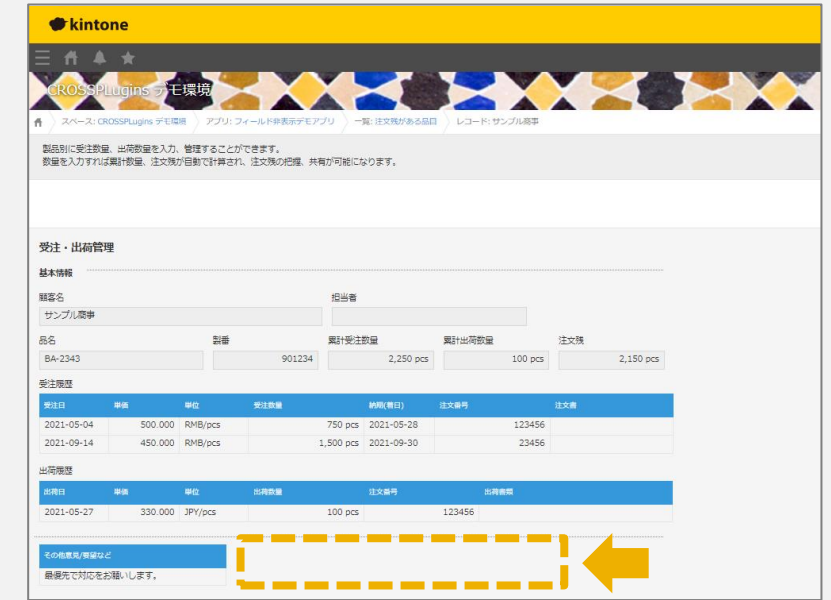 kintone
CROSSPLugins デモ環境
スペース: CROSSPLugins デモ環境 アプリ: フィールド非表示デモアプリ 一覧: 注文残がある品目 レコード: サンプル商事
製品別に受注数量、出荷数量を入力、管理することができます。
数量を入力すれば累計数量、注文残が自動で計算され、注文残の把握、共有が可能になります。
受注・出荷管理
基本情報
顧客名 担当者
サンプル商事
品名 製番 累計受注数量 累計出荷数量 注文残
BA-2343 901234 2,250 pcs 100 pcs 2,150 pcs
受注履歴
受注日 単価 単位 受注数量 納期(着日) 注文番号 注文書
2021-05-04 500.000 RMB/pcs 750 pcs 2021-05-28 123456
2021-09-14 450.000 RMB/pcs 1,500 pcs 2021-09-30 23456
出荷履歴
出荷日 単価 単位 出荷数量 注文番号 出荷書類
2021-05-27 330.000 JPY/pcs 100 pcs 123456
その他意見/要望など
最優先で対応をお願いします。